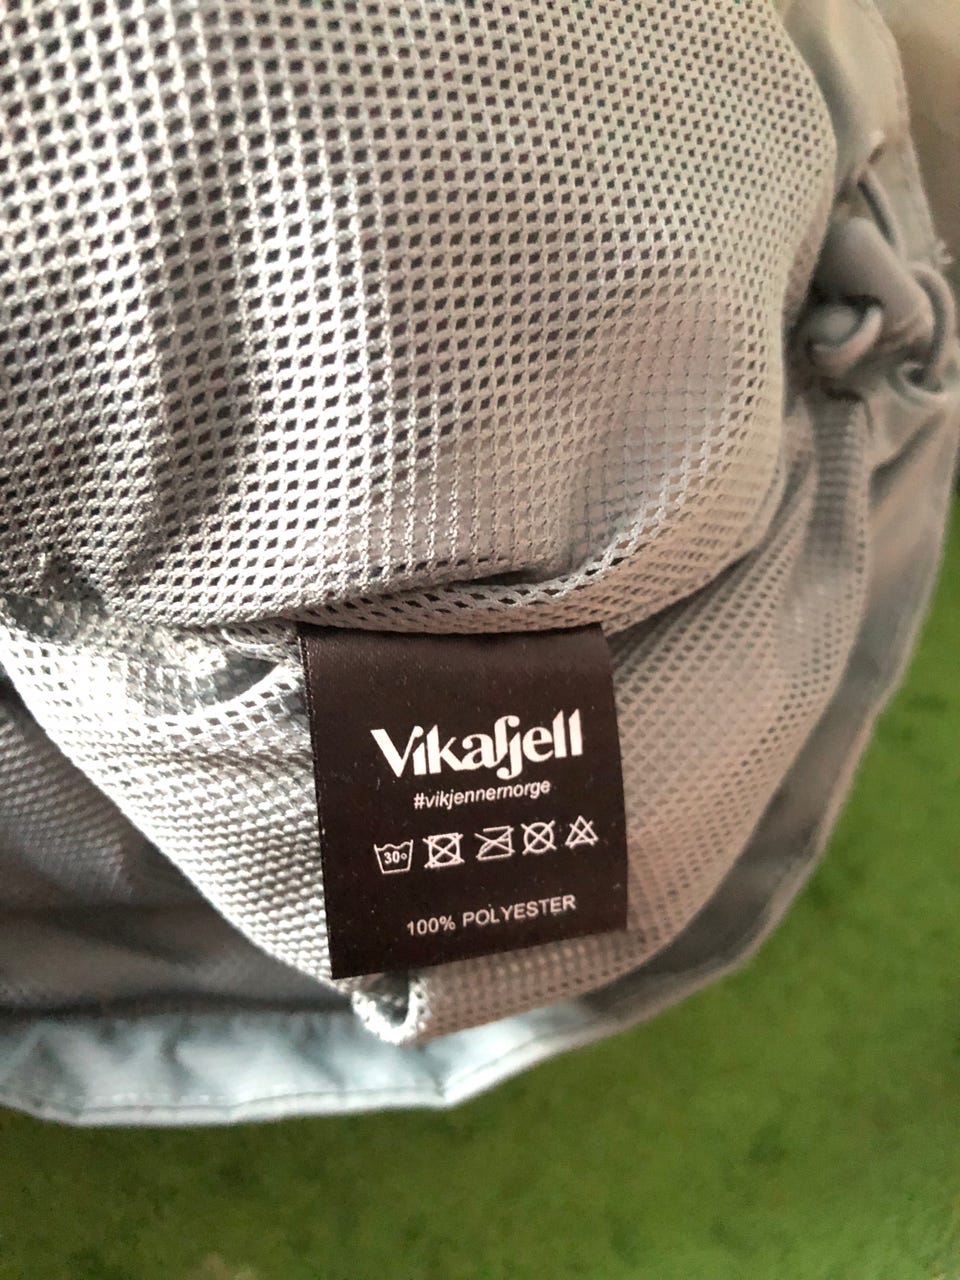 Vikafjell
#vikjennernorge
30°
100% POLYESTER